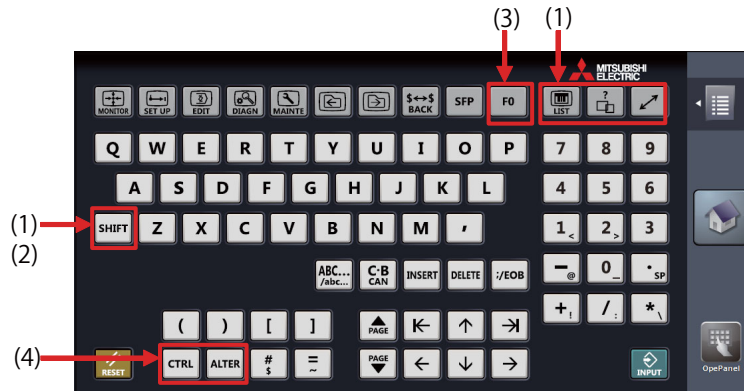 (3) (1)
MITSUBISHI
ELECTRIC
MONITOR SET UP EDIT DIAGN MAINTE $↔$ BACK SFP F0 LIST ?
Q W E R T Y U I O P 7 8 9
A S D F G H J K L 4 5 6
(1) SHIFT Z X C V B N M , 1 < 2 > 3
(2)
ABC... /abc... C·B CAN INSERT DELETE ;/EOB − @ 0 _ · SP
( ) [ ] PAGE + ! / : * \
(4) RESET CTRL ALTER # $ = ~ PAGE INPUT OpePanel